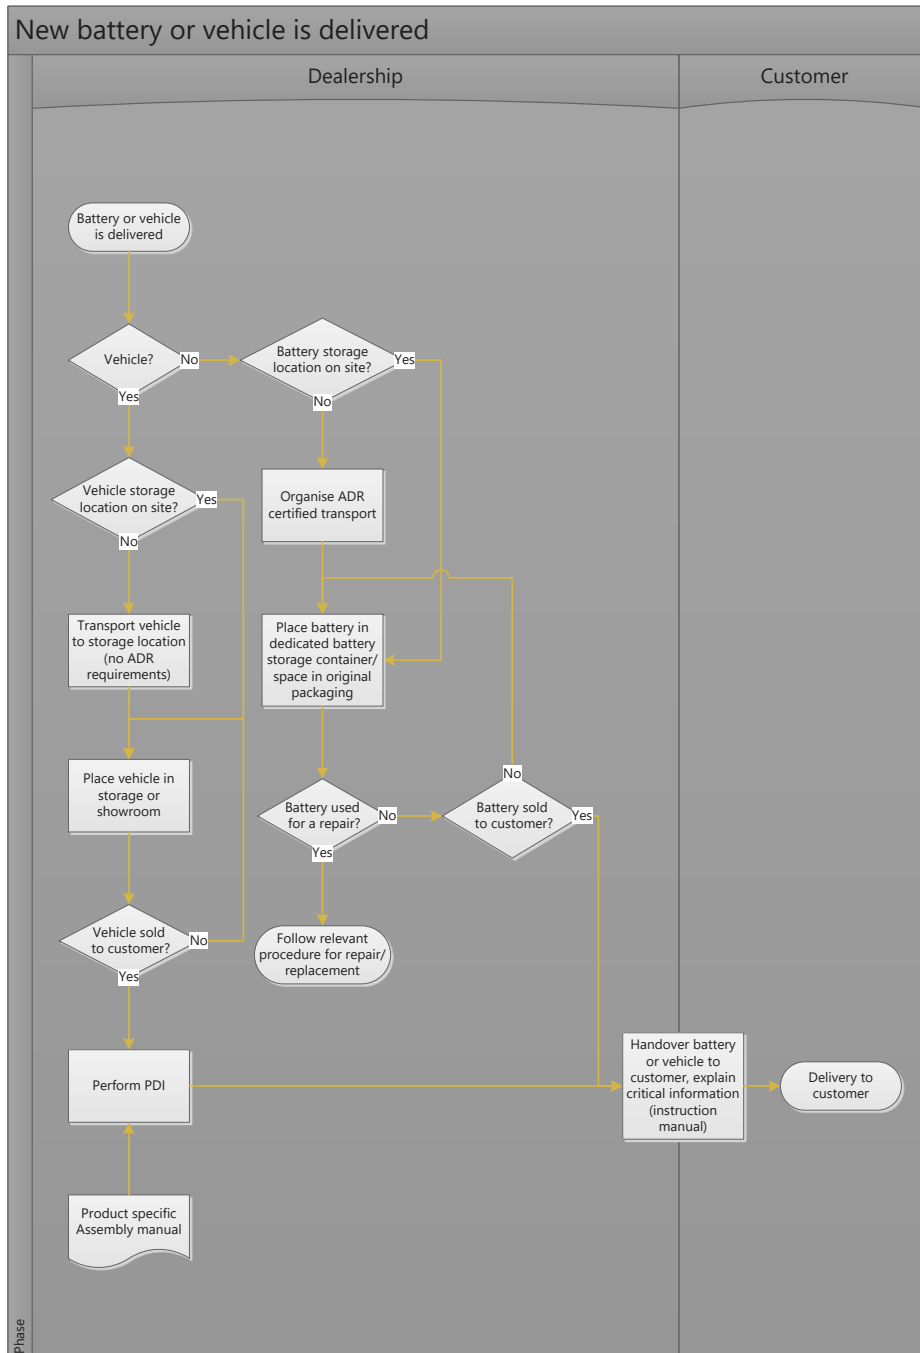 New battery or vehicle is delivered
Dealership
Customer
Battery or vehicle
is delivered
Vehicle?
No
Yes
Battery storage
location on site?
Yes
No
Vehicle storage
location on site?
Yes
No
Organise ADR
certified transport
Transport vehicle
to storage location
(no ADR
requirements)
Place battery in
dedicated battery
storage container/
space in original
packaging
Place vehicle in
storage or
showroom
Battery used
for a repair?
No
Yes
Battery sold
to customer?
No
Yes
Vehicle sold
to customer?
No
Yes
Follow relevant
procedure for repair/
replacement
Perform PDI
Handover battery
or vehicle to
customer, explain
critical information
(instruction
manual)
Delivery to
customer
Product specific
Assembly manual
Phase